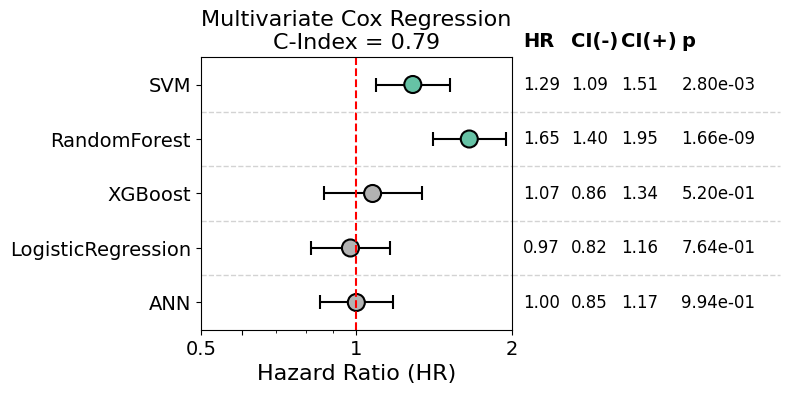 Multivariate Cox Regression
C-Index = 0.79
HR CI(-) CI(+) p
SVM 1.29 1.09 1.51 2.80e-03
RandomForest 1.65 1.40 1.95 1.66e-09
XGBoost 1.07 0.86 1.34 5.20e-01
LogisticRegression 0.97 0.82 1.16 7.64e-01
ANN 1.00 0.85 1.17 9.94e-01
0.5 1 2
Hazard Ratio (HR)